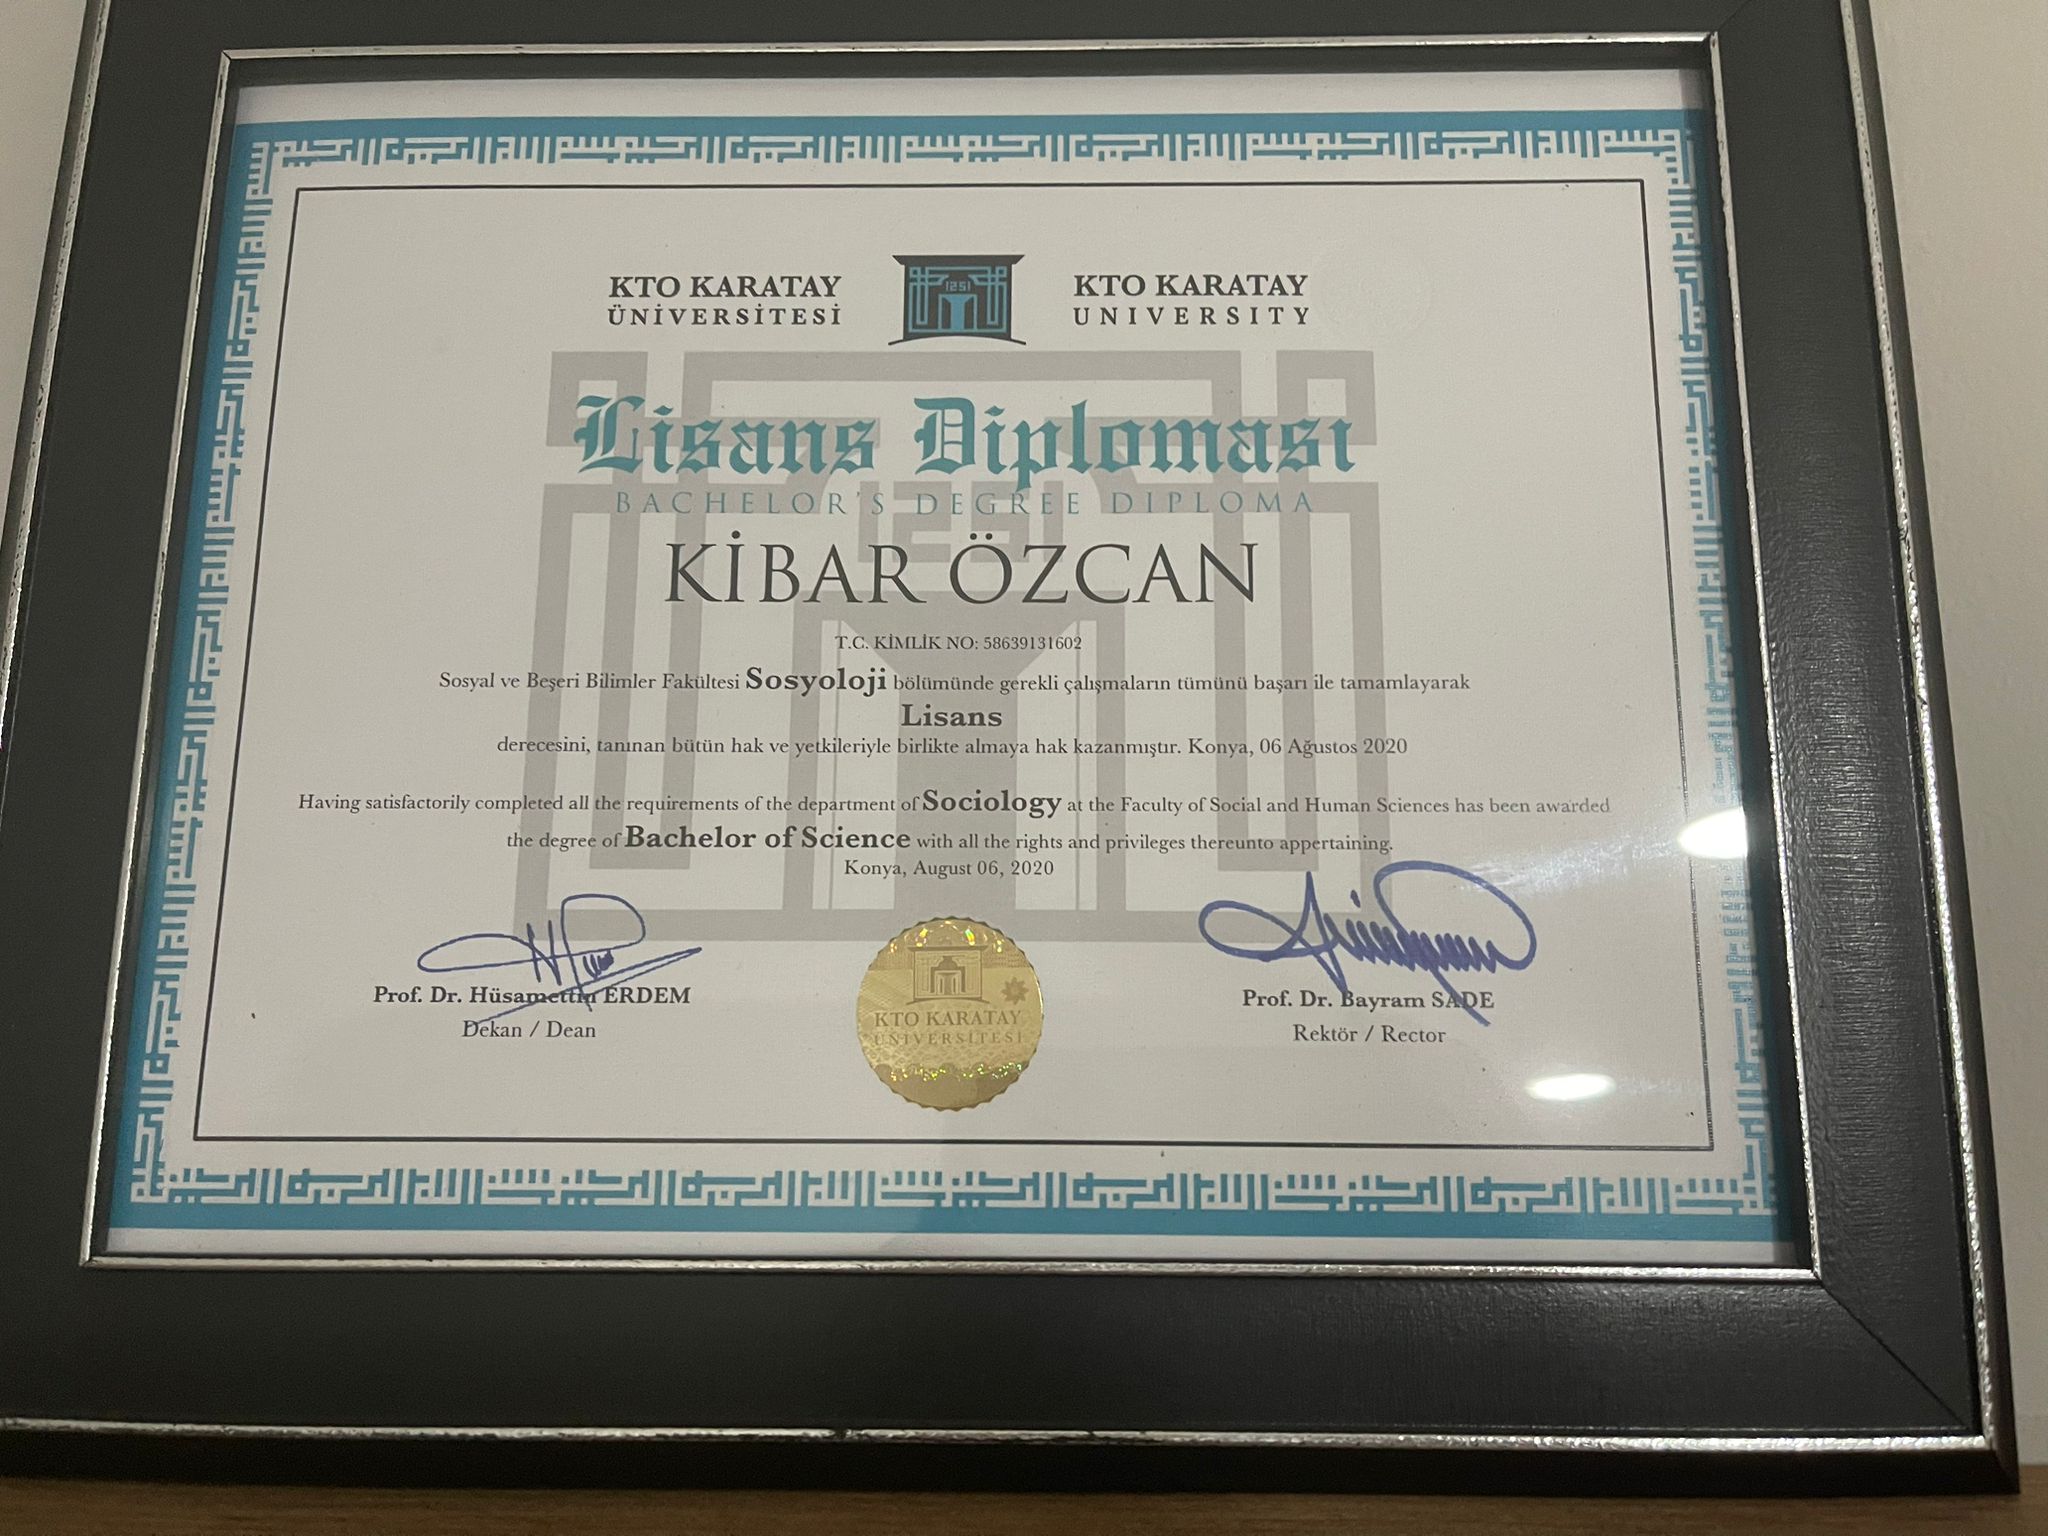 KTO KARATAY
ÜNİVERSİTESİ
1251
KTO KARATAY
UNIVERSITY
Lisans Diploması
BACHELOR'S DEGREE DIPLOMA
1251
KİBAR ÖZCAN
T.C. KİMLİK NO: 58639131602
Sosyal ve Beşeri Bilimler Fakültesi Sosyoloji bölümünde gerekli çalışmaların tümünü başarı ile tamamlayarak
Lisans
derecesini, tanınan bütün hak ve yetkileriyle birlikte almaya hak kazanmıştır. Konya, 06 Ağustos 2020
Having satisfactorily completed all the requirements of the department of Sociology at the Faculty of Social and Human Sciences has been awarded
the degree of Bachelor of Science with all the rights and privileges thereunto appertaining.
Konya, August 06, 2020
Prof. Dr. Hüsamettin ERDEM
Dekan / Dean
KTO KARATAY
ÜNİVERSİTESİ
Prof. Dr. Bayram SADE
Rektör / Rector